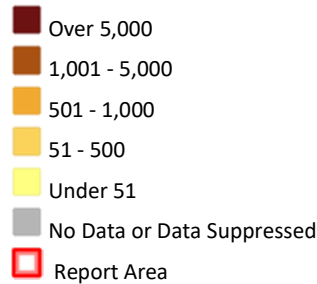 Over 5,000
1,001 - 5,000
501 - 1,000
51 - 500
Under 51
No Data or Data Suppressed
Report Area